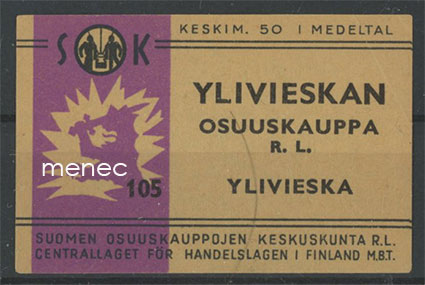 S K
KESKIM. 50 I MEDELTAL
YLIVIESKAN
OSUUSKAUPPA
R. L.
YLIVIESKA
menec
105
SUOMEN OSUUSKAUPPOJEN KESKUSKUNTA R.L.
CENTRALLAGET FÖR HANDELSLAGEN I FINLAND M.B.T.